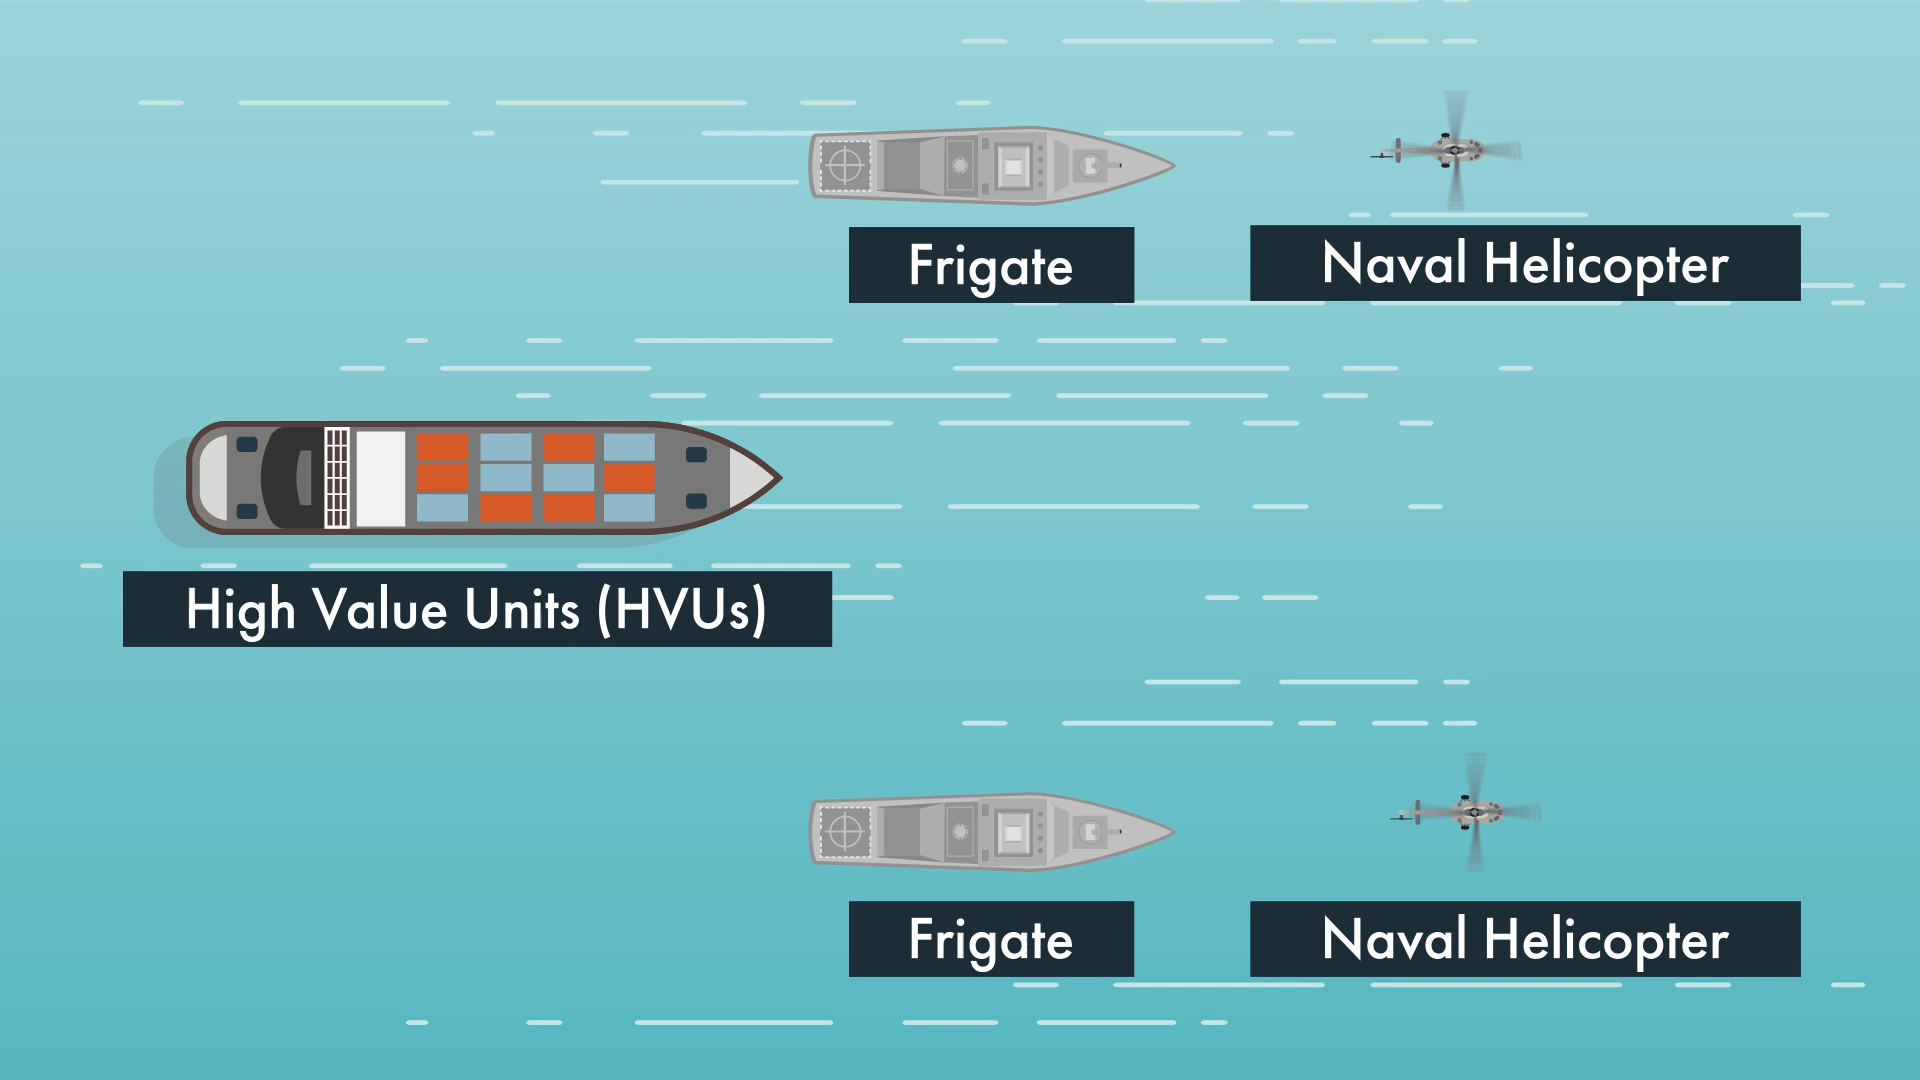 Frigate
Naval Helicopter
High Value Units (HVUs)
Frigate
Naval Helicopter